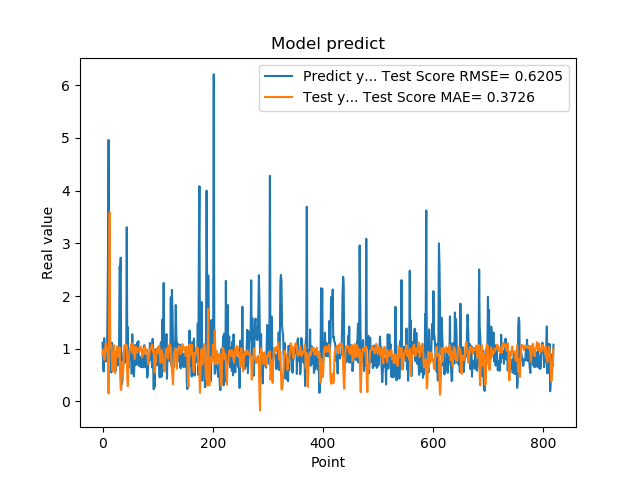 Model predict
Predict y... Test Score RMSE= 0.6205
Test y... Test Score MAE= 0.3726
Real value
6
5
4
3
2
1
0
0 200 400 600 800
Point